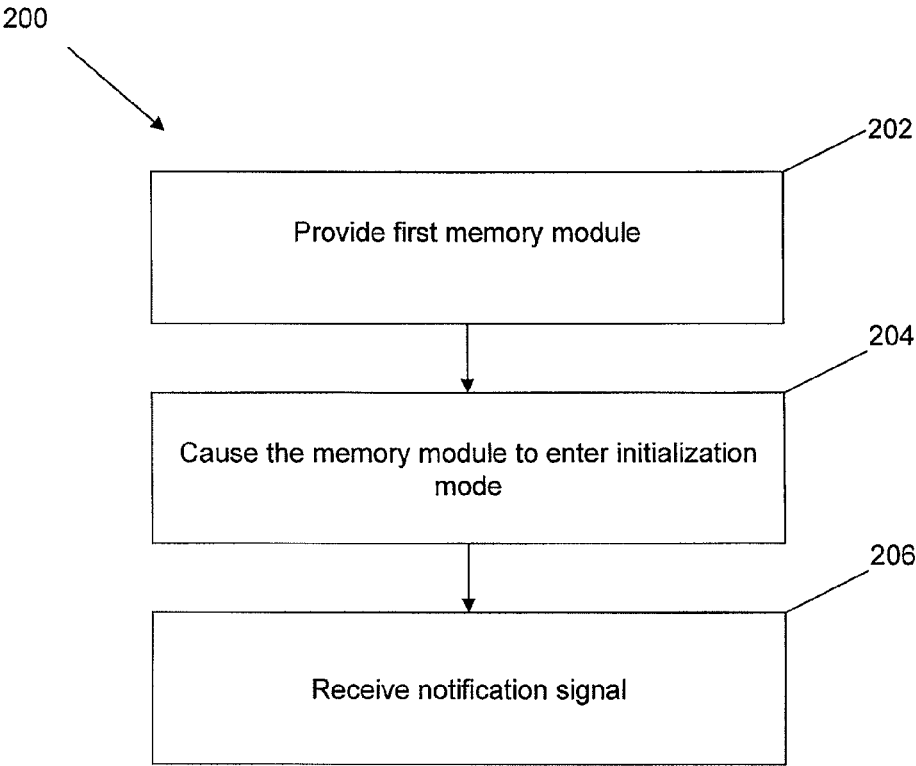 200
202
Provide first memory module
204
Cause the memory module to enter initialization
mode
206
Receive notification signal